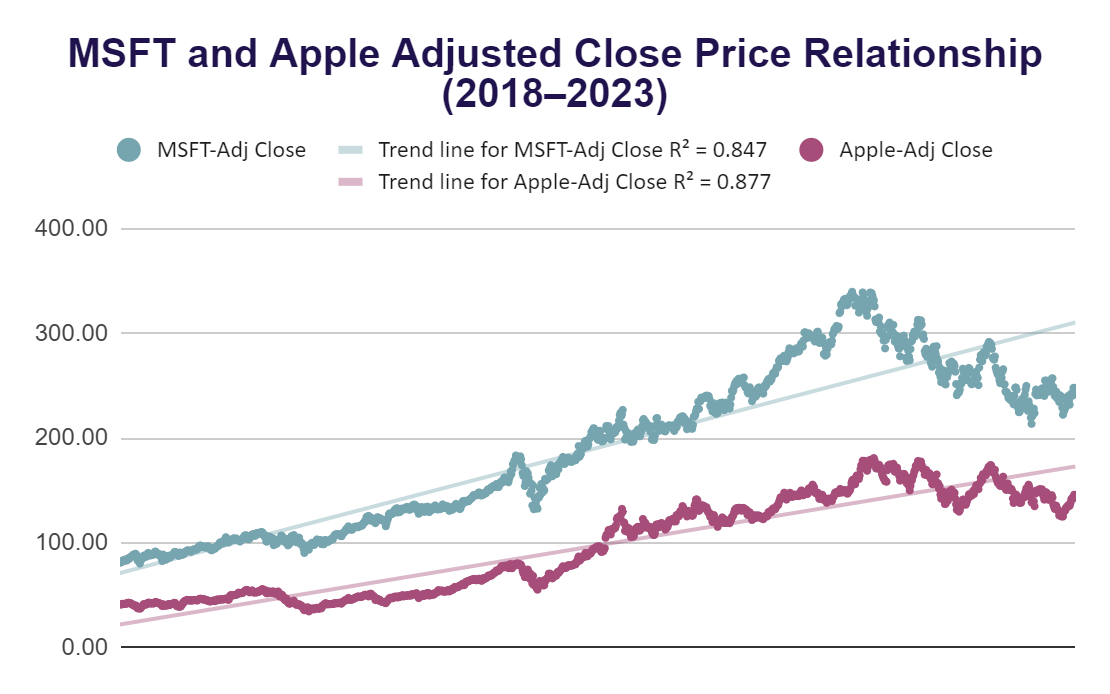 MSFT and Apple Adjusted Close Price Relationship
(2018–2023)
MSFT-Adj Close
Trend line for MSFT-Adj Close R² = 0.847
Apple-Adj Close
Trend line for Apple-Adj Close R² = 0.877
400.00
300.00
200.00
100.00
0.00